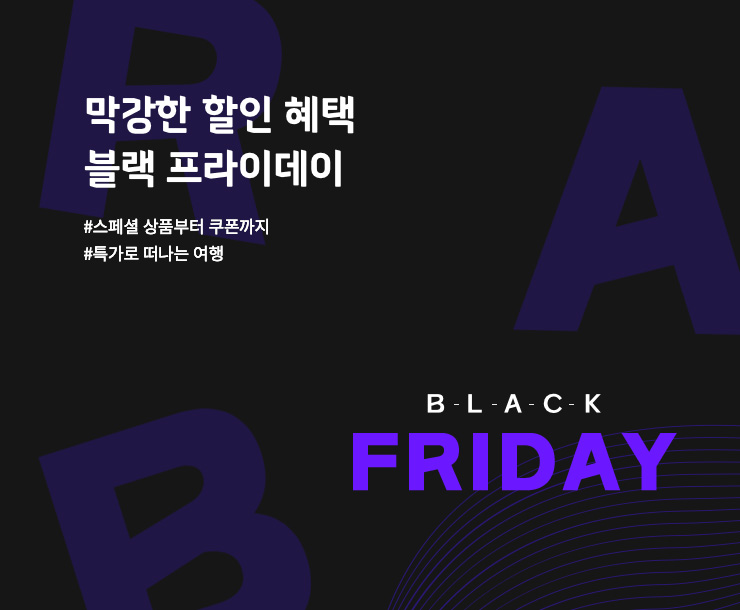 막강한 할인 혜택
블랙 프라이데이
#스페셜 상품부터 쿠폰까지
#특가로 떠나는 여행
B-L-A-C-K
FRIDAY
R
A
B